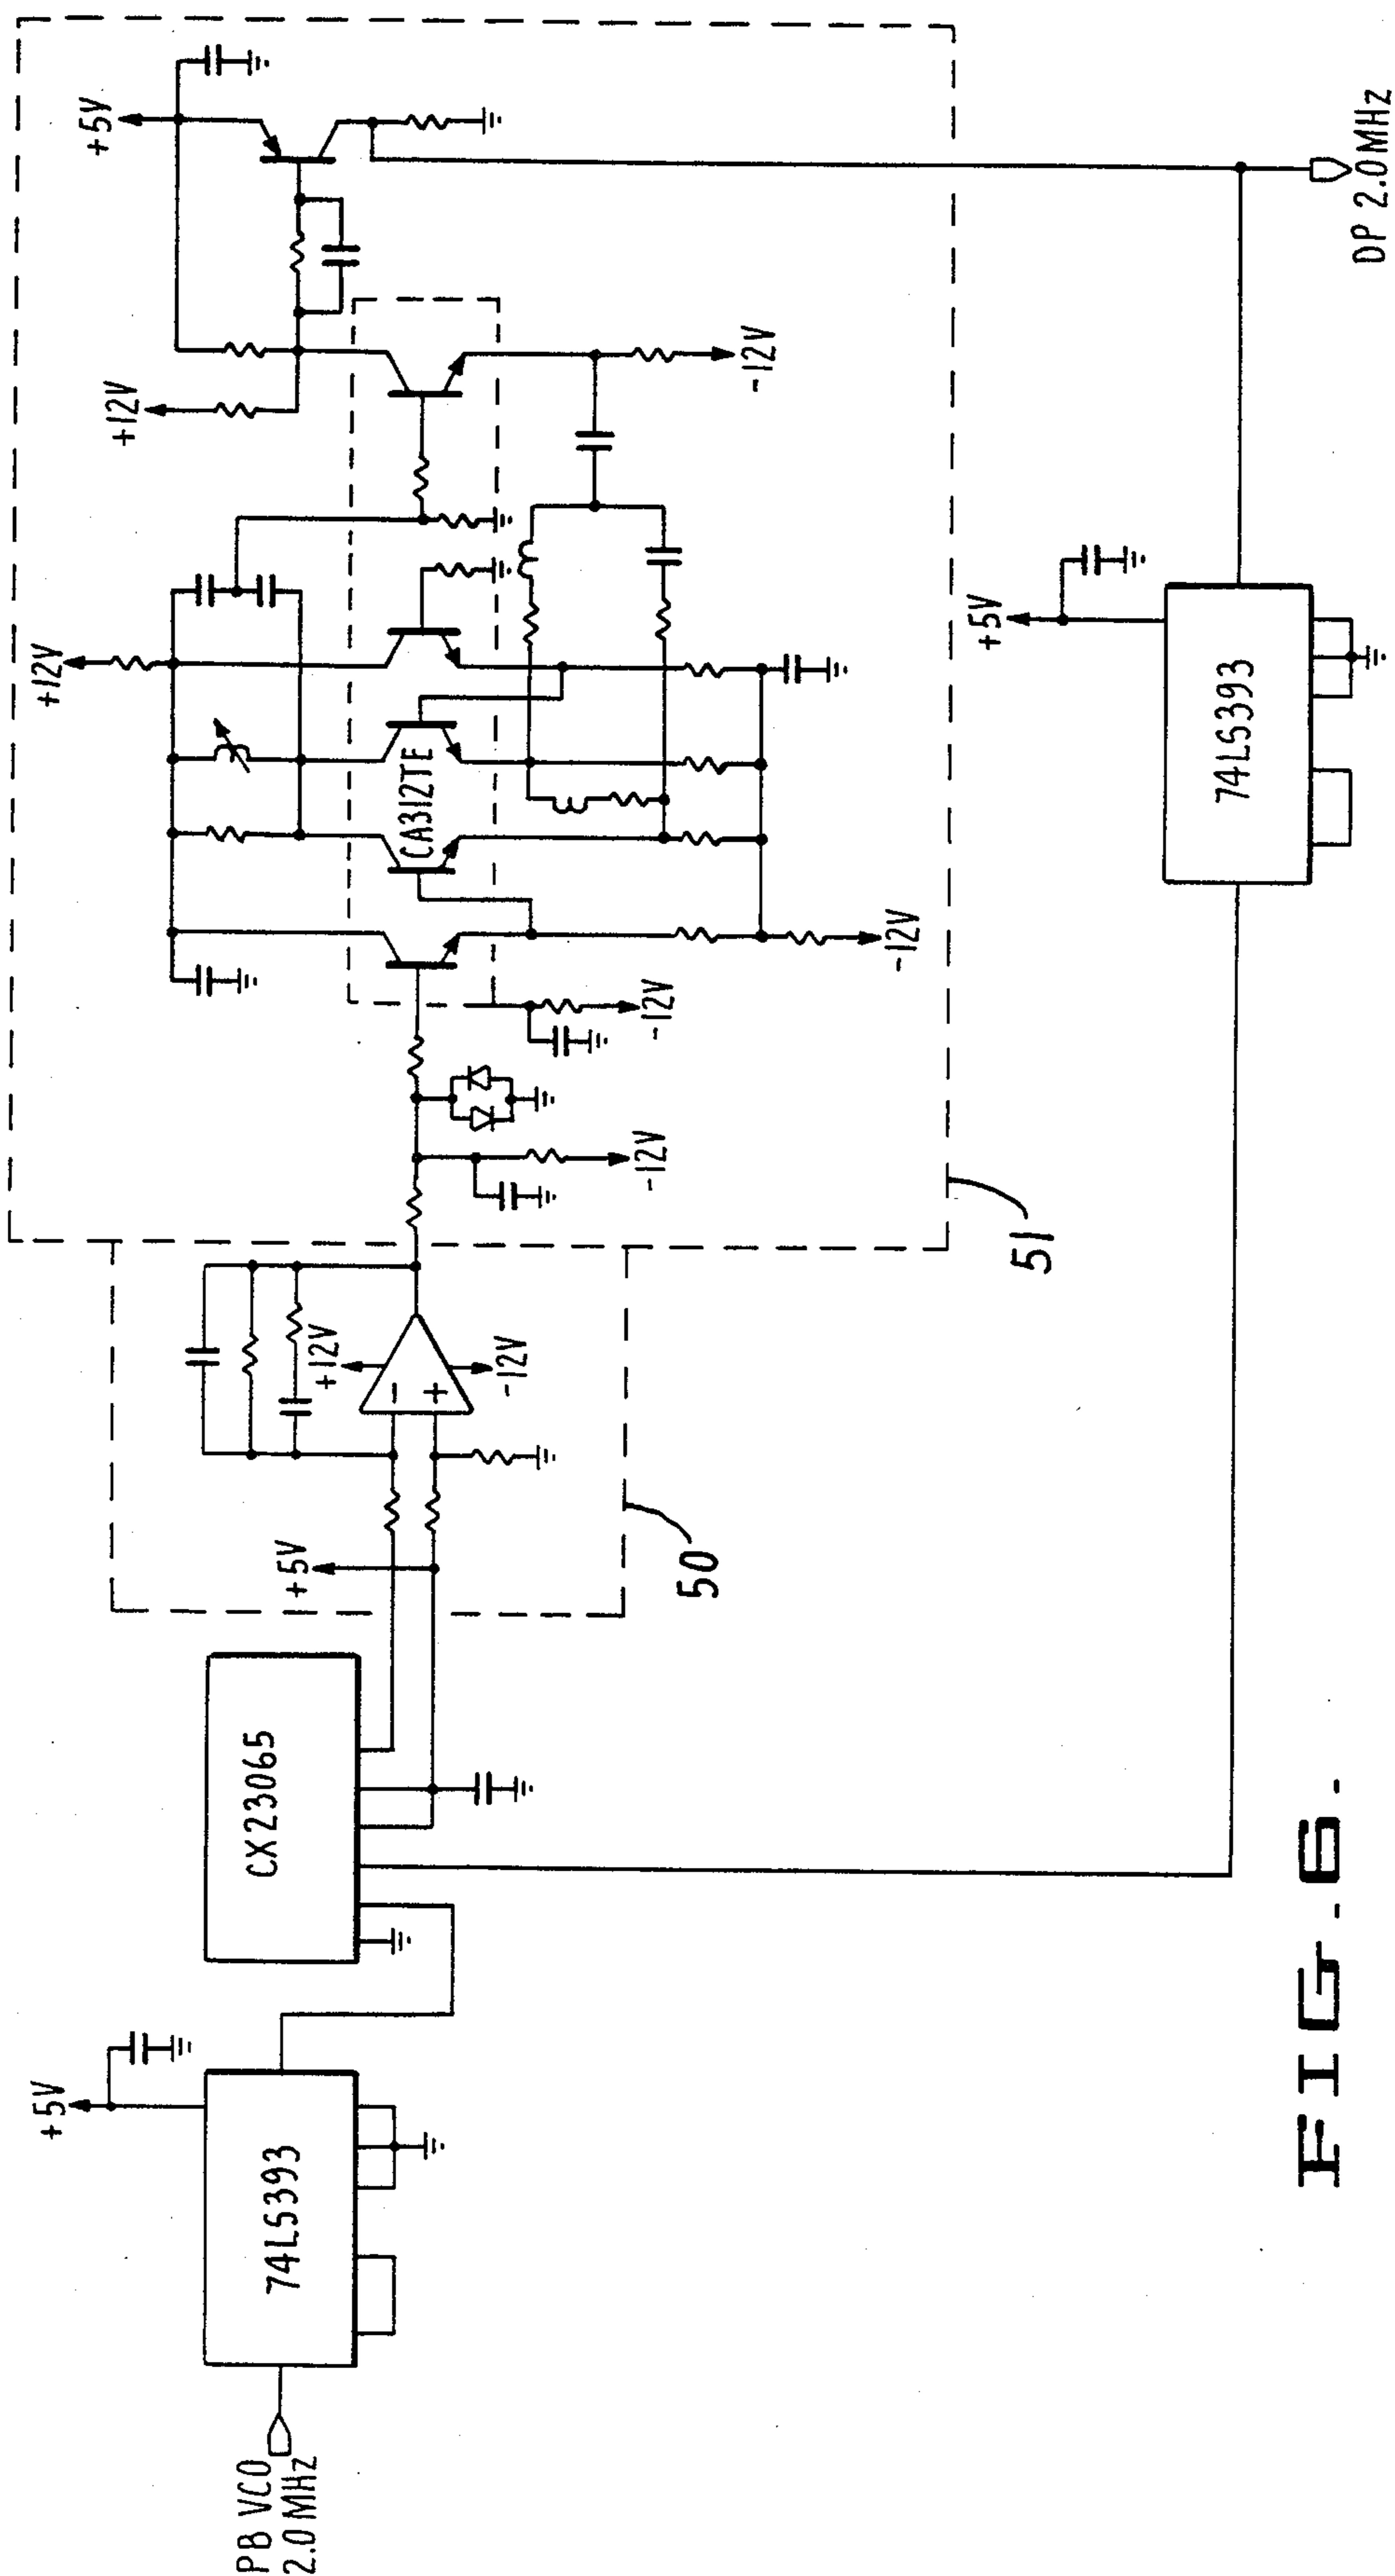 PB VCO
2.0 MHz
+5V
74LS393
CX23065
+5V
+12V
-
+
-12V
50
-12V
-12V
-12V
+12V
CA3127E
+12V
+5V
-12V
51
+5V
74LS393
DP 2.0MHz
FIG. 6.